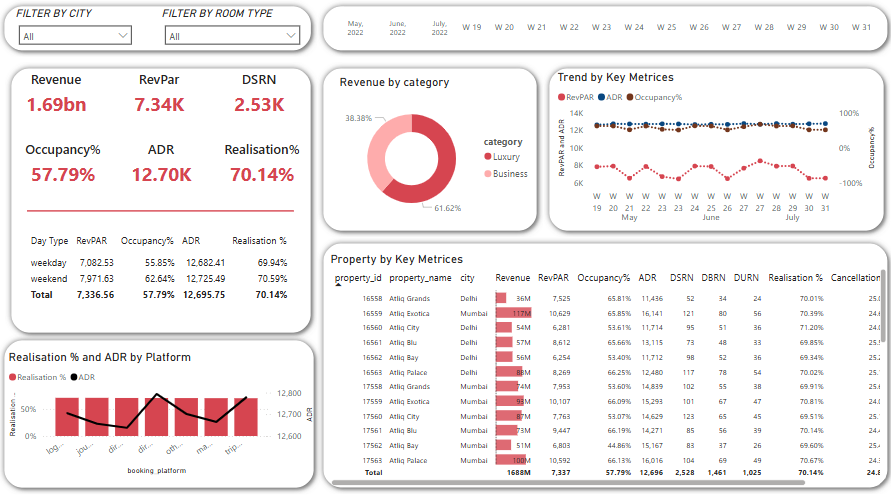 FILTER BY CITY
FILTER BY ROOM TYPE
All
All
May, 2022 June, 2022 July, 2022 W 19 W 20 W 21 W 22 W 23 W 24 W 25 W 26 W 27 W 28 W 29 W 30 W 31
Revenue RevPar DSRN
1.69bn 7.34K 2.53K
Occupancy% ADR Realisation%
57.79% 12.70K 70.14%
Day Type RevPAR Occupancy% ADR Realisation %
weekday 7,082.53 55.85% 12,682.41 69.94%
weekend 7,971.63 62.64% 12,725.49 70.59%
Total 7,336.56 57.79% 12,695.75 70.14%
Revenue by category
38.38%
61.62%
category
Luxury
Business
Trend by Key Metrices
RevPAR ADR Occupancy%
RevPAR and ADR
14K
12K
10K
8K
6K
100%
0%
-100%
Occupancy%
W W W W W W W W W W W W W W W
19 20 21 22 23 23 24 25 26 27 27 28 29 30 31
May June July
Realisation % and ADR by Platform
Realisation % ADR
Realisation ...
50%
0%
12,800
12,700
12,600
ADR
log... jou... dir... dir... oth... ma... trip...
booking platform
Property by Key Metrices
property_id property_name city Revenue RevPAR Occupancy% ADR DSRN DBRN DURN Realisation % Cancellation
16558 Atliq Grands Delhi 36M 7,525 65.81% 11,436 52 34 24 70.01% 25.0
16559 Atliq Exotica Mumbai 117M 10,629 65.85% 16,141 121 80 56 70.39% 24.6
16560 Atliq City Delhi 54M 6,281 53.61% 11,714 95 51 36 71.20% 24.0
16561 Atliq Blu Delhi 57M 8,612 65.66% 13,115 73 48 33 69.85% 25.
16562 Atliq Bay Delhi 56M 6,254 53.40% 11,712 98 52 36 69.34% 25.2
16563 Atliq Palace Delhi 88M 8,269 66.25% 12,480 117 78 54 70.02% 25.
17558 Atliq Grands Mumbai 74M 7,953 53.60% 14,839 102 55 38 69.91% 25.6
17559 Atliq Exotica Mumbai 93M 10,107 66.09% 15,293 101 67 47 70.81% 24.0
17560 Atliq City Mumbai 87M 7,763 53.07% 14,629 123 65 45 69.51% 25.
17561 Atliq Blu Mumbai 73M 9,447 66.19% 14,271 85 56 39 70.14% 24.4
17562 Atliq Bay Mumbai 51M 6,803 44.86% 15,167 83 37 26 69.60% 25.4
17563 Atliq Palace Mumbai 100M 10,592 66.13% 16,016 104 69 49 70.67% 24.
Total 1688M 7,337 57.79% 12,696 2,528 1,461 1,025 70.14% 24.8